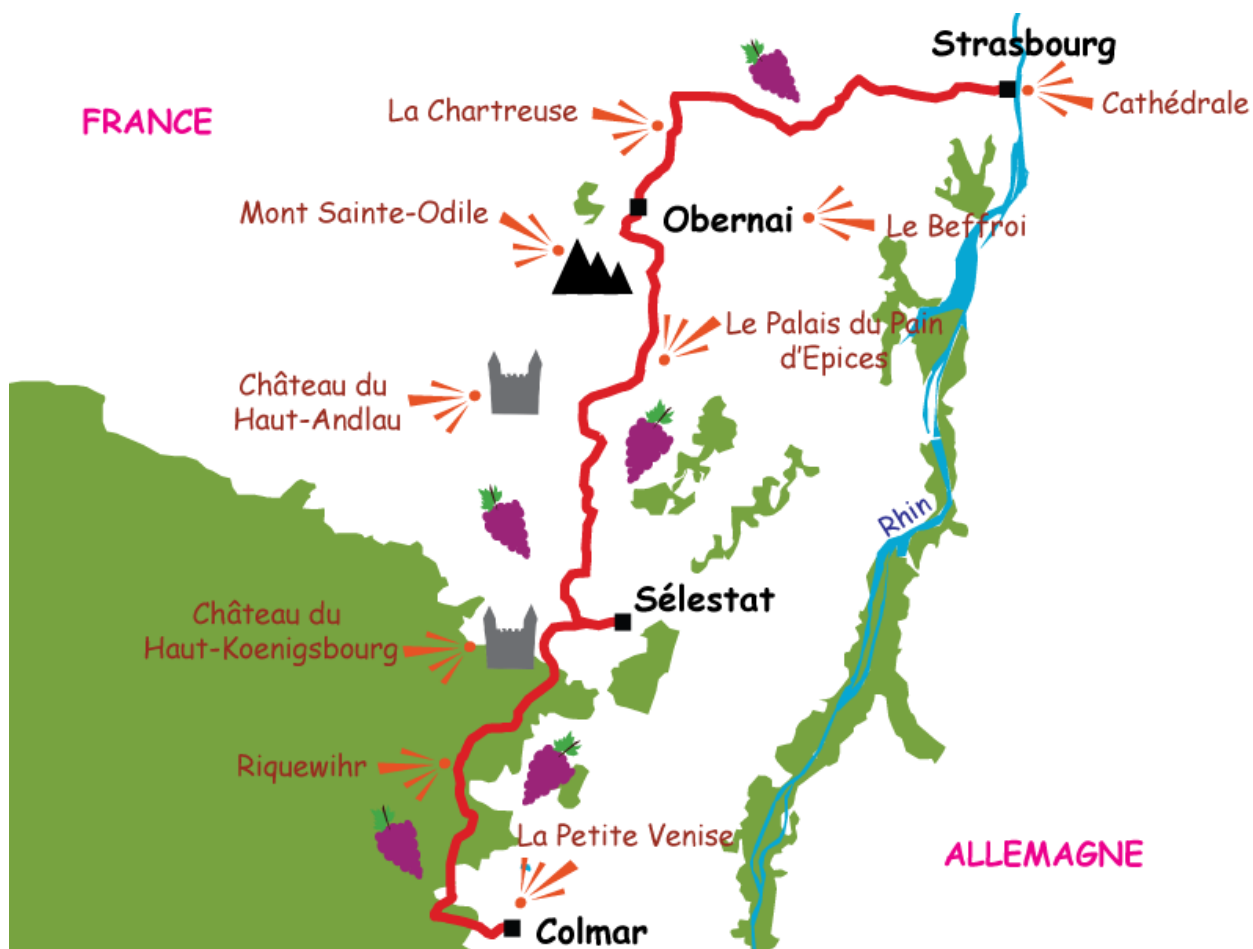 Strasbourg
FRANCE
La Chartreuse
Cathédrale
Mont Sainte-Odile
Obernai
Le Beffroi
Le Palais du Pain
d'Epices
Château du
Haut-Andlau
Rhin
Sélestat
Château du
Haut-Koenigsbourg
Riquewihr
La Petite Venise
ALLEMAGNE
Colmar